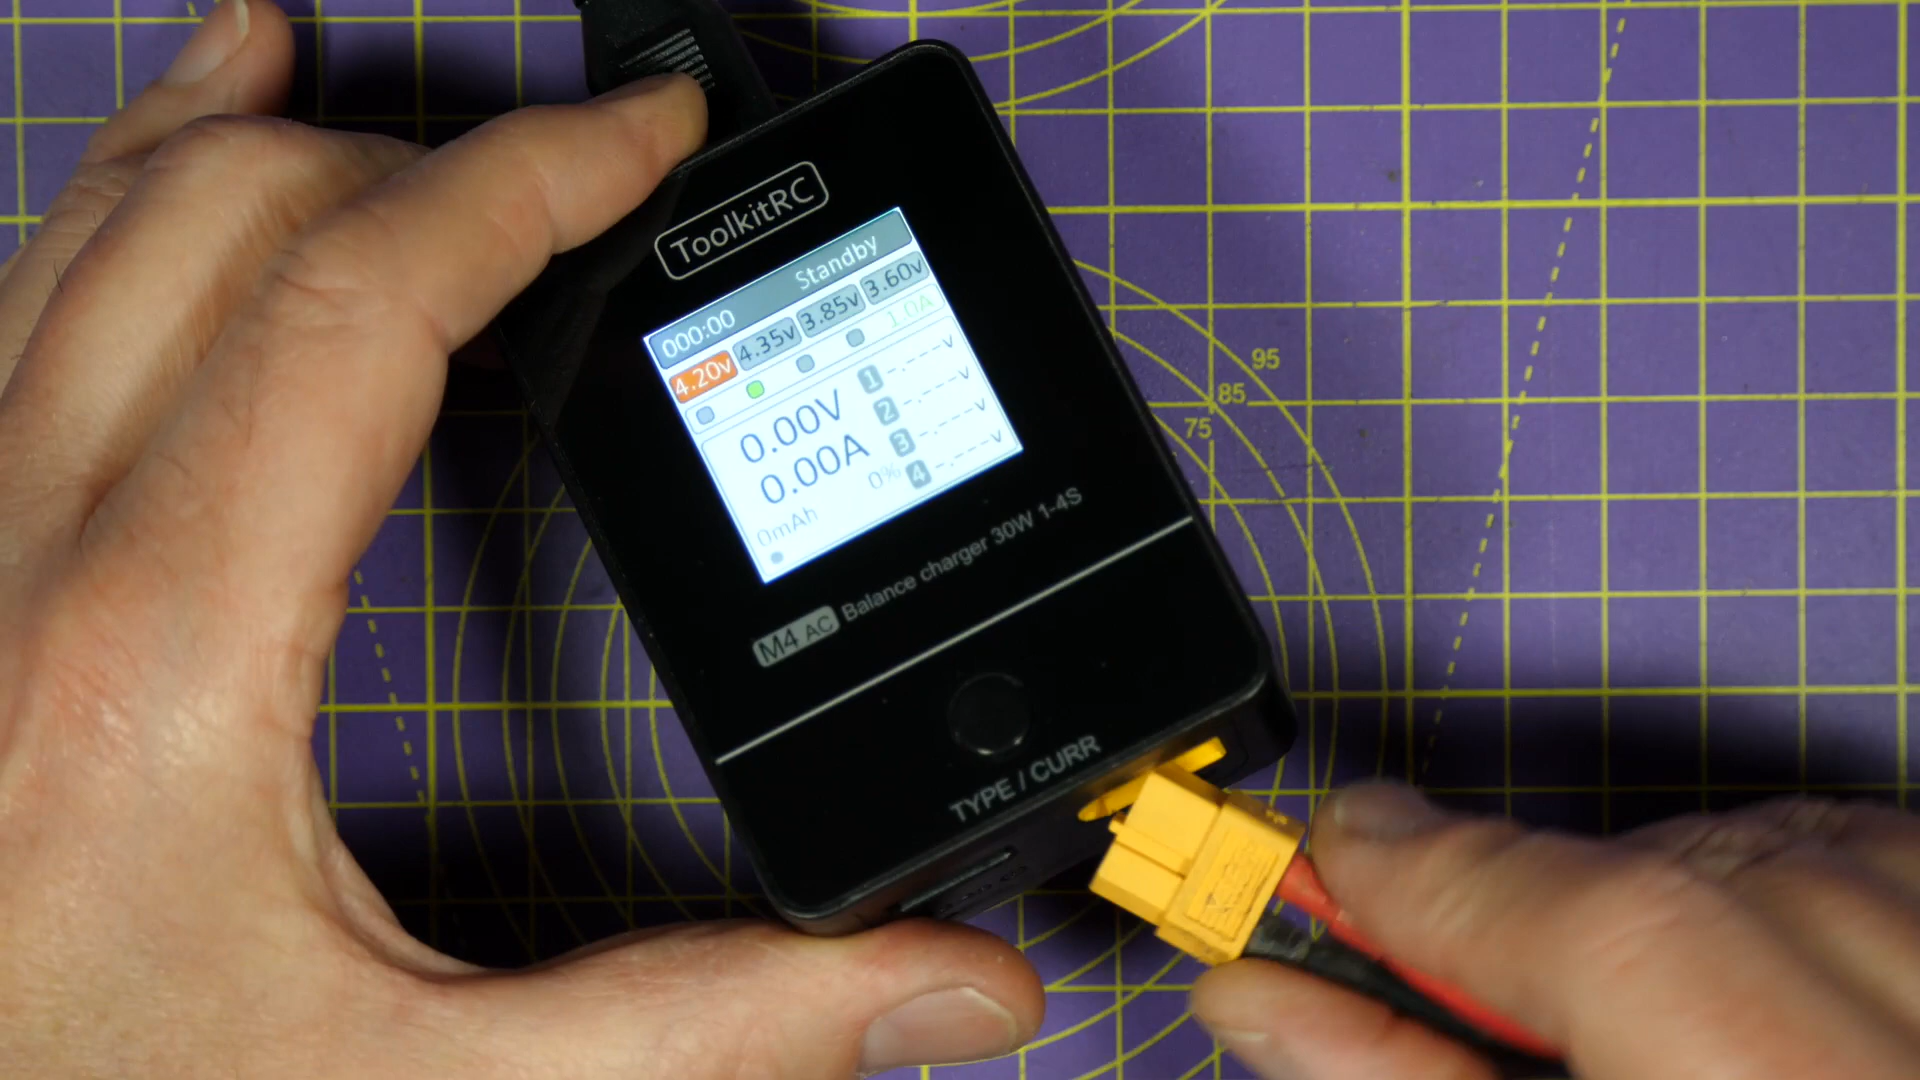 ToolkitRC
000:00 Standby
4.20v 4.35v 3.85v 3.60v
1.0A
0.00V
0.00A
0%
0mAh
1 -.---v
2 -.---v
3 -.---v
4 -.---v
M4 AC Balance charger 30W 1-4S
TYPE / CURR
95
85
75